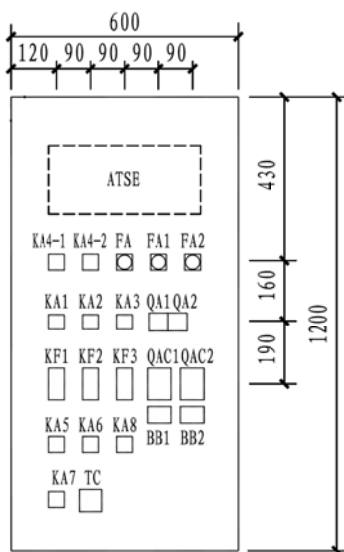 600
120 90 90 90 90
ATSE
430
KA4-1 KA4-2 FA FA1 FA2
160
KA1 KA2 KA3 QA1 QA2
1200
190
KF1 KF2 KF3 QAC1 QAC2
KA5 KA6 KA8 BB1 BB2
KA7 TC